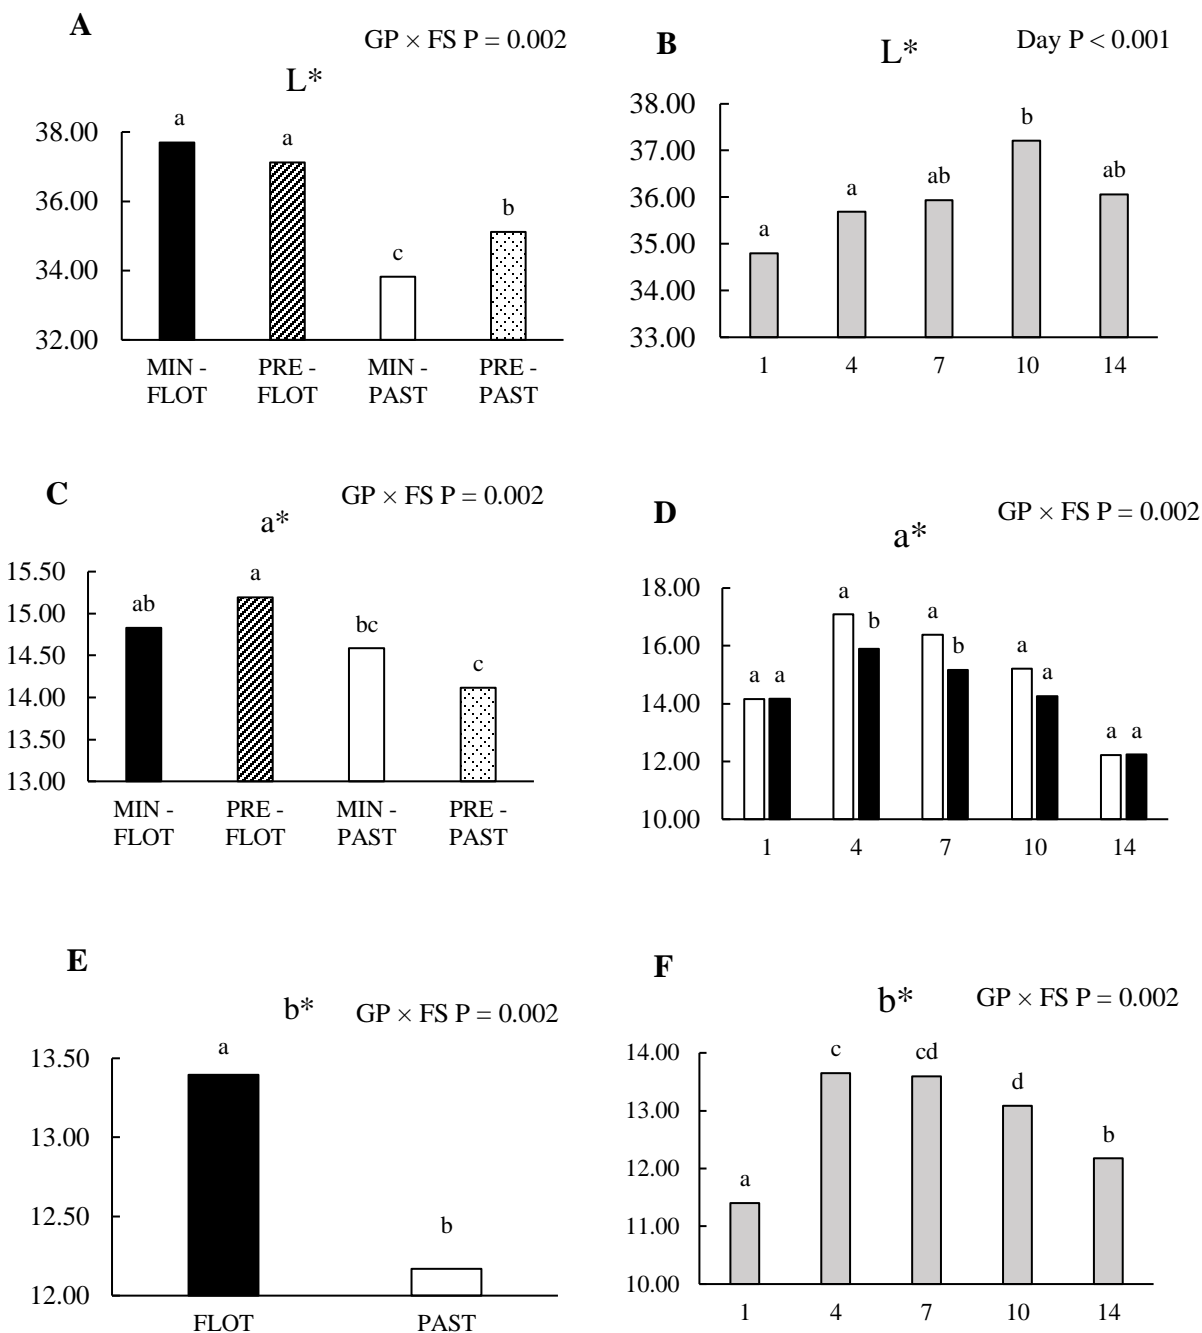 A
GP × FS P = 0.002
L*
38.00
36.00
34.00
32.00
a
a
c
b
MIN -
FLOT
PRE -
FLOT
MIN -
PAST
PRE -
PAST
B
Day P < 0.001
L*
38.00
37.00
36.00
35.00
34.00
33.00
a
a
ab
b
ab
1
4
7
10
14
C
GP × FS P = 0.002
a*
15.50
15.00
14.50
14.00
13.50
13.00
ab
a
bc
c
MIN -
FLOT
PRE -
FLOT
MIN -
PAST
PRE -
PAST
D
GP × FS P = 0.002
a*
18.00
16.00
14.00
12.00
10.00
a a
a b
a b
a a
a a
1
4
7
10
14
E
b*
GP × FS P = 0.002
13.50
13.00
12.50
12.00
a
b
FLOT
PAST
F
b*
GP × FS P = 0.002
14.00
13.00
12.00
11.00
10.00
a
c
cd
d
b
1
4
7
10
14